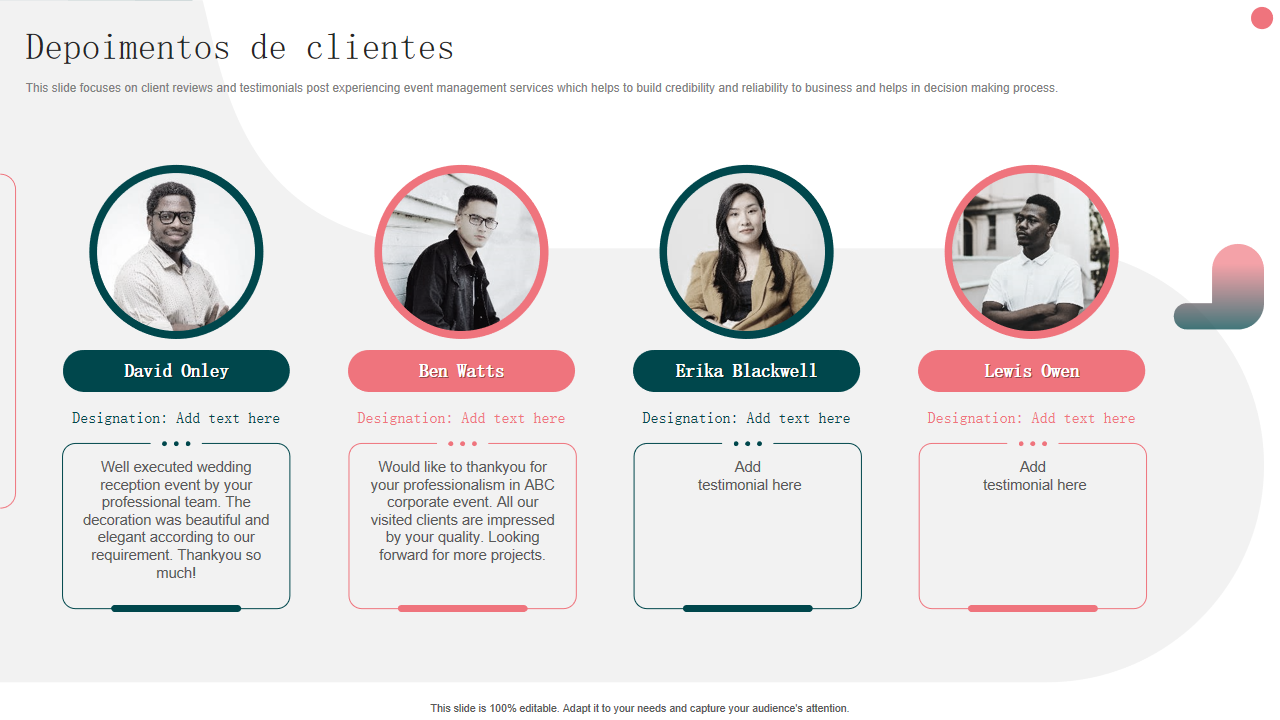 Depoimentos de clientes
This slide focuses on client reviews and testimonials post experiencing event management services which helps to build credibility and reliability to business and helps in decision making process.
David Onley
Designation: Add text here
Well executed wedding
reception event by your
professional team. The
decoration was beautiful and
elegant according to our
requirement. Thankyou so
much!
Ben Watts
Designation: Add text here
Would like to thankyou for
your professionalism in ABC
corporate event. All our
visited clients are impressed
by your quality. Looking
forward for more projects.
Erika Blackwell
Designation: Add text here
Add
testimonial here
Lewis Owen
Designation: Add text here
Add
testimonial here
This slide is 100% editable. Adapt it to your needs and capture your audience's attention.